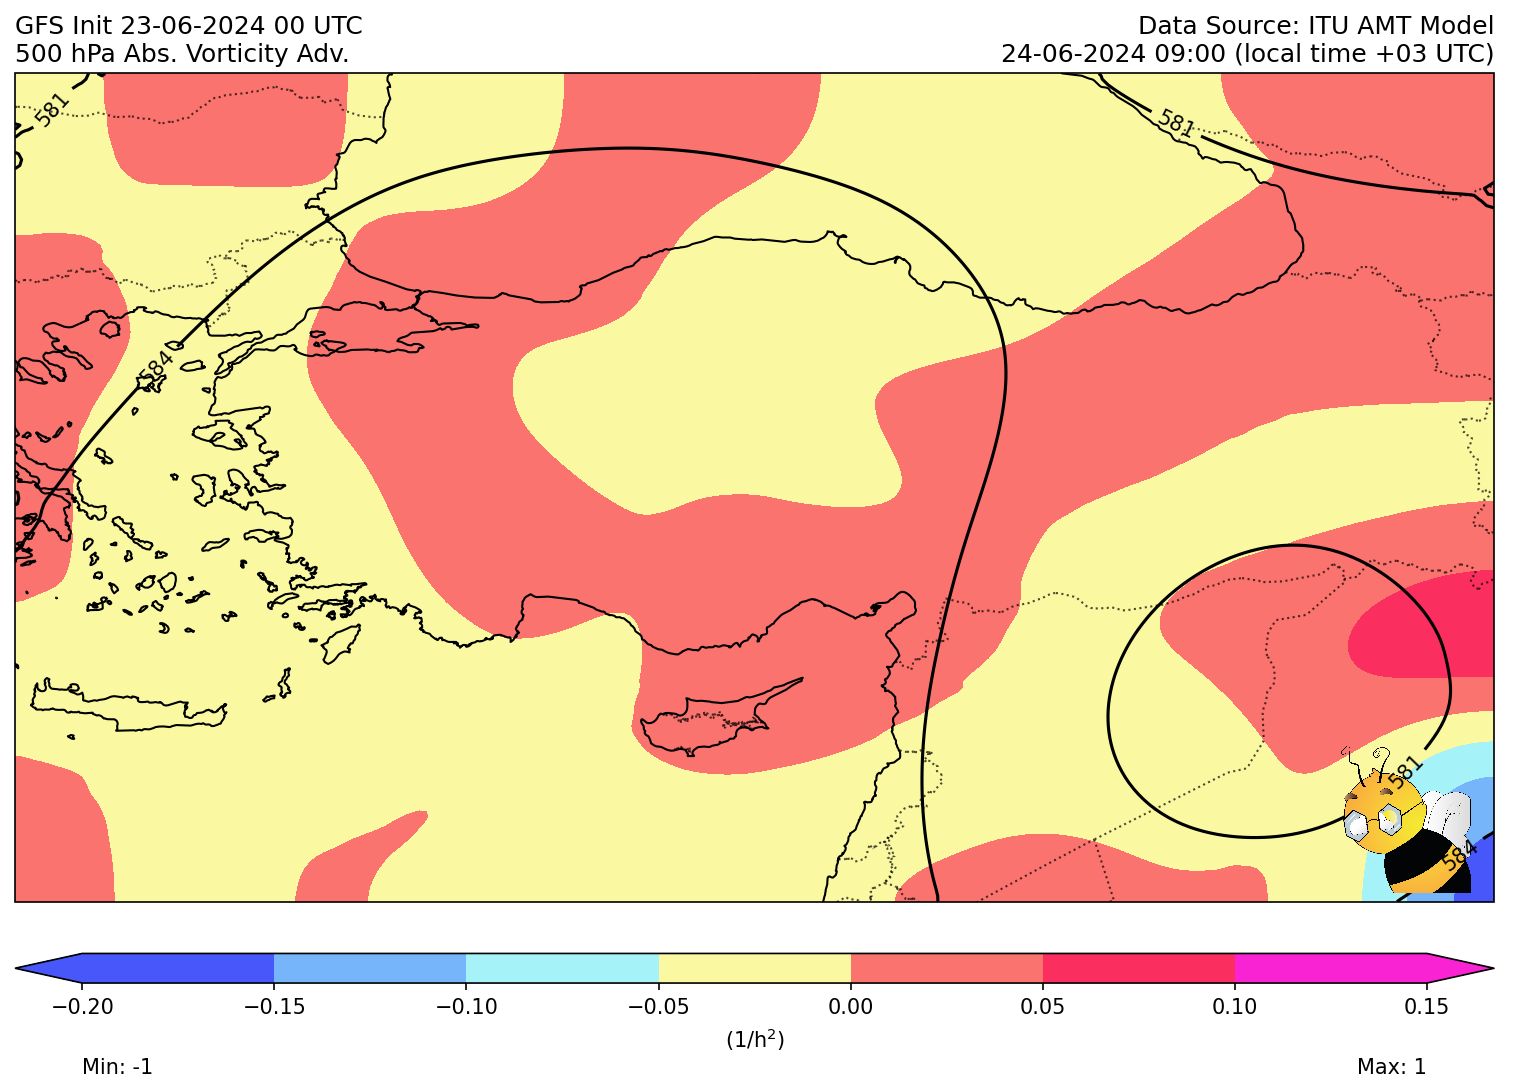 GFS Init 23-06-2024 00 UTC
Data Source: ITU AMT Model
500 hPa Abs. Vorticity Adv.
24-06-2024 09:00 (local time +03 UTC)
581
581
584
581
584
−0.20
−0.15
−0.10
−0.05
0.00
0.05
0.10
0.15
(1/h²)
Min: -1
Max: 1